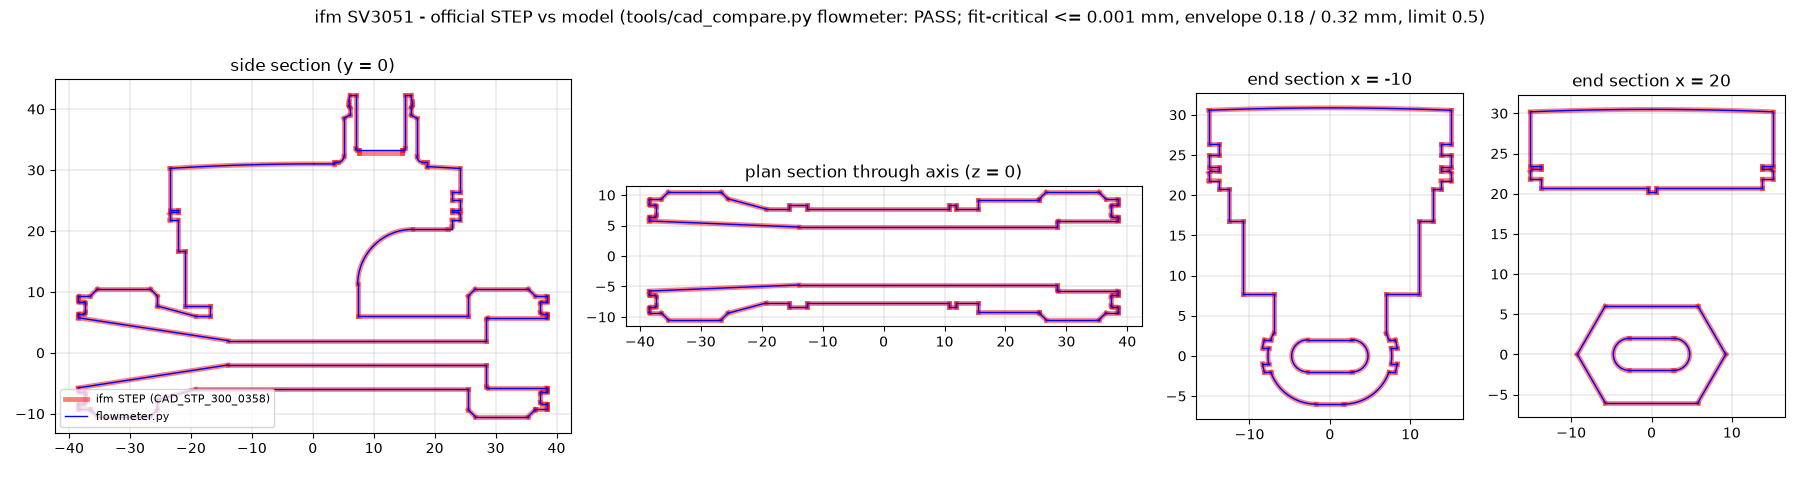 ifm SV3051 - official STEP vs model (tools/cad_compare.py flowmeter: PASS; fit-critical <= 0.001 mm, envelope 0.18 / 0.32 mm, limit 0.5)
side section (y = 0)
40
30
20
10
0
−10
−40 −30 −20 −10 0 10 20 30 40
ifm STEP (CAD_STP_300_0358)
flowmeter.py
plan section through axis (z = 0)
10
5
0
−5
−10
−40 −30 −20 −10 0 10 20 30 40
end section x = -10
30
25
20
15
10
5
0
−5
−10 0 10
end section x = 20
30
25
20
15
10
5
0
−5
−10 0 10